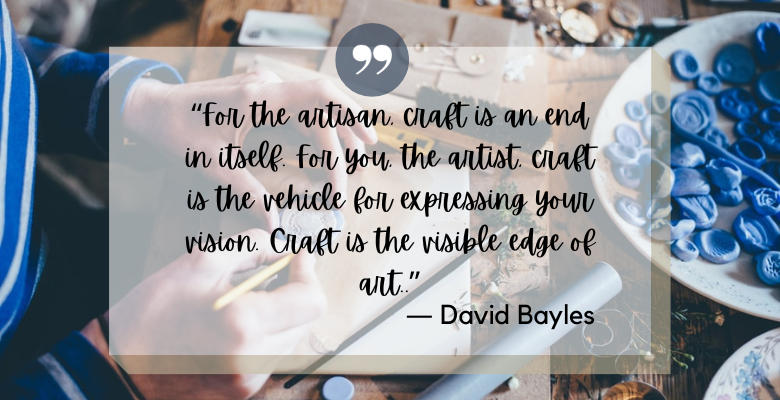 ”
“For the artisan, craft is an end
in itself. For you, the artist, craft
is the vehicle for expressing your
vision. Craft is the visible edge of
art..”
— David Bayles